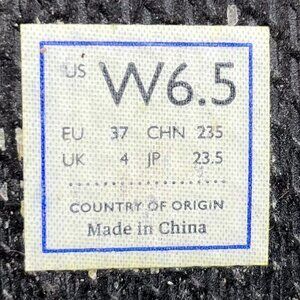 US W6.5
EU 37 CHN 235
UK 4 JP 23.5
COUNTRY OF ORIGIN
Made in China